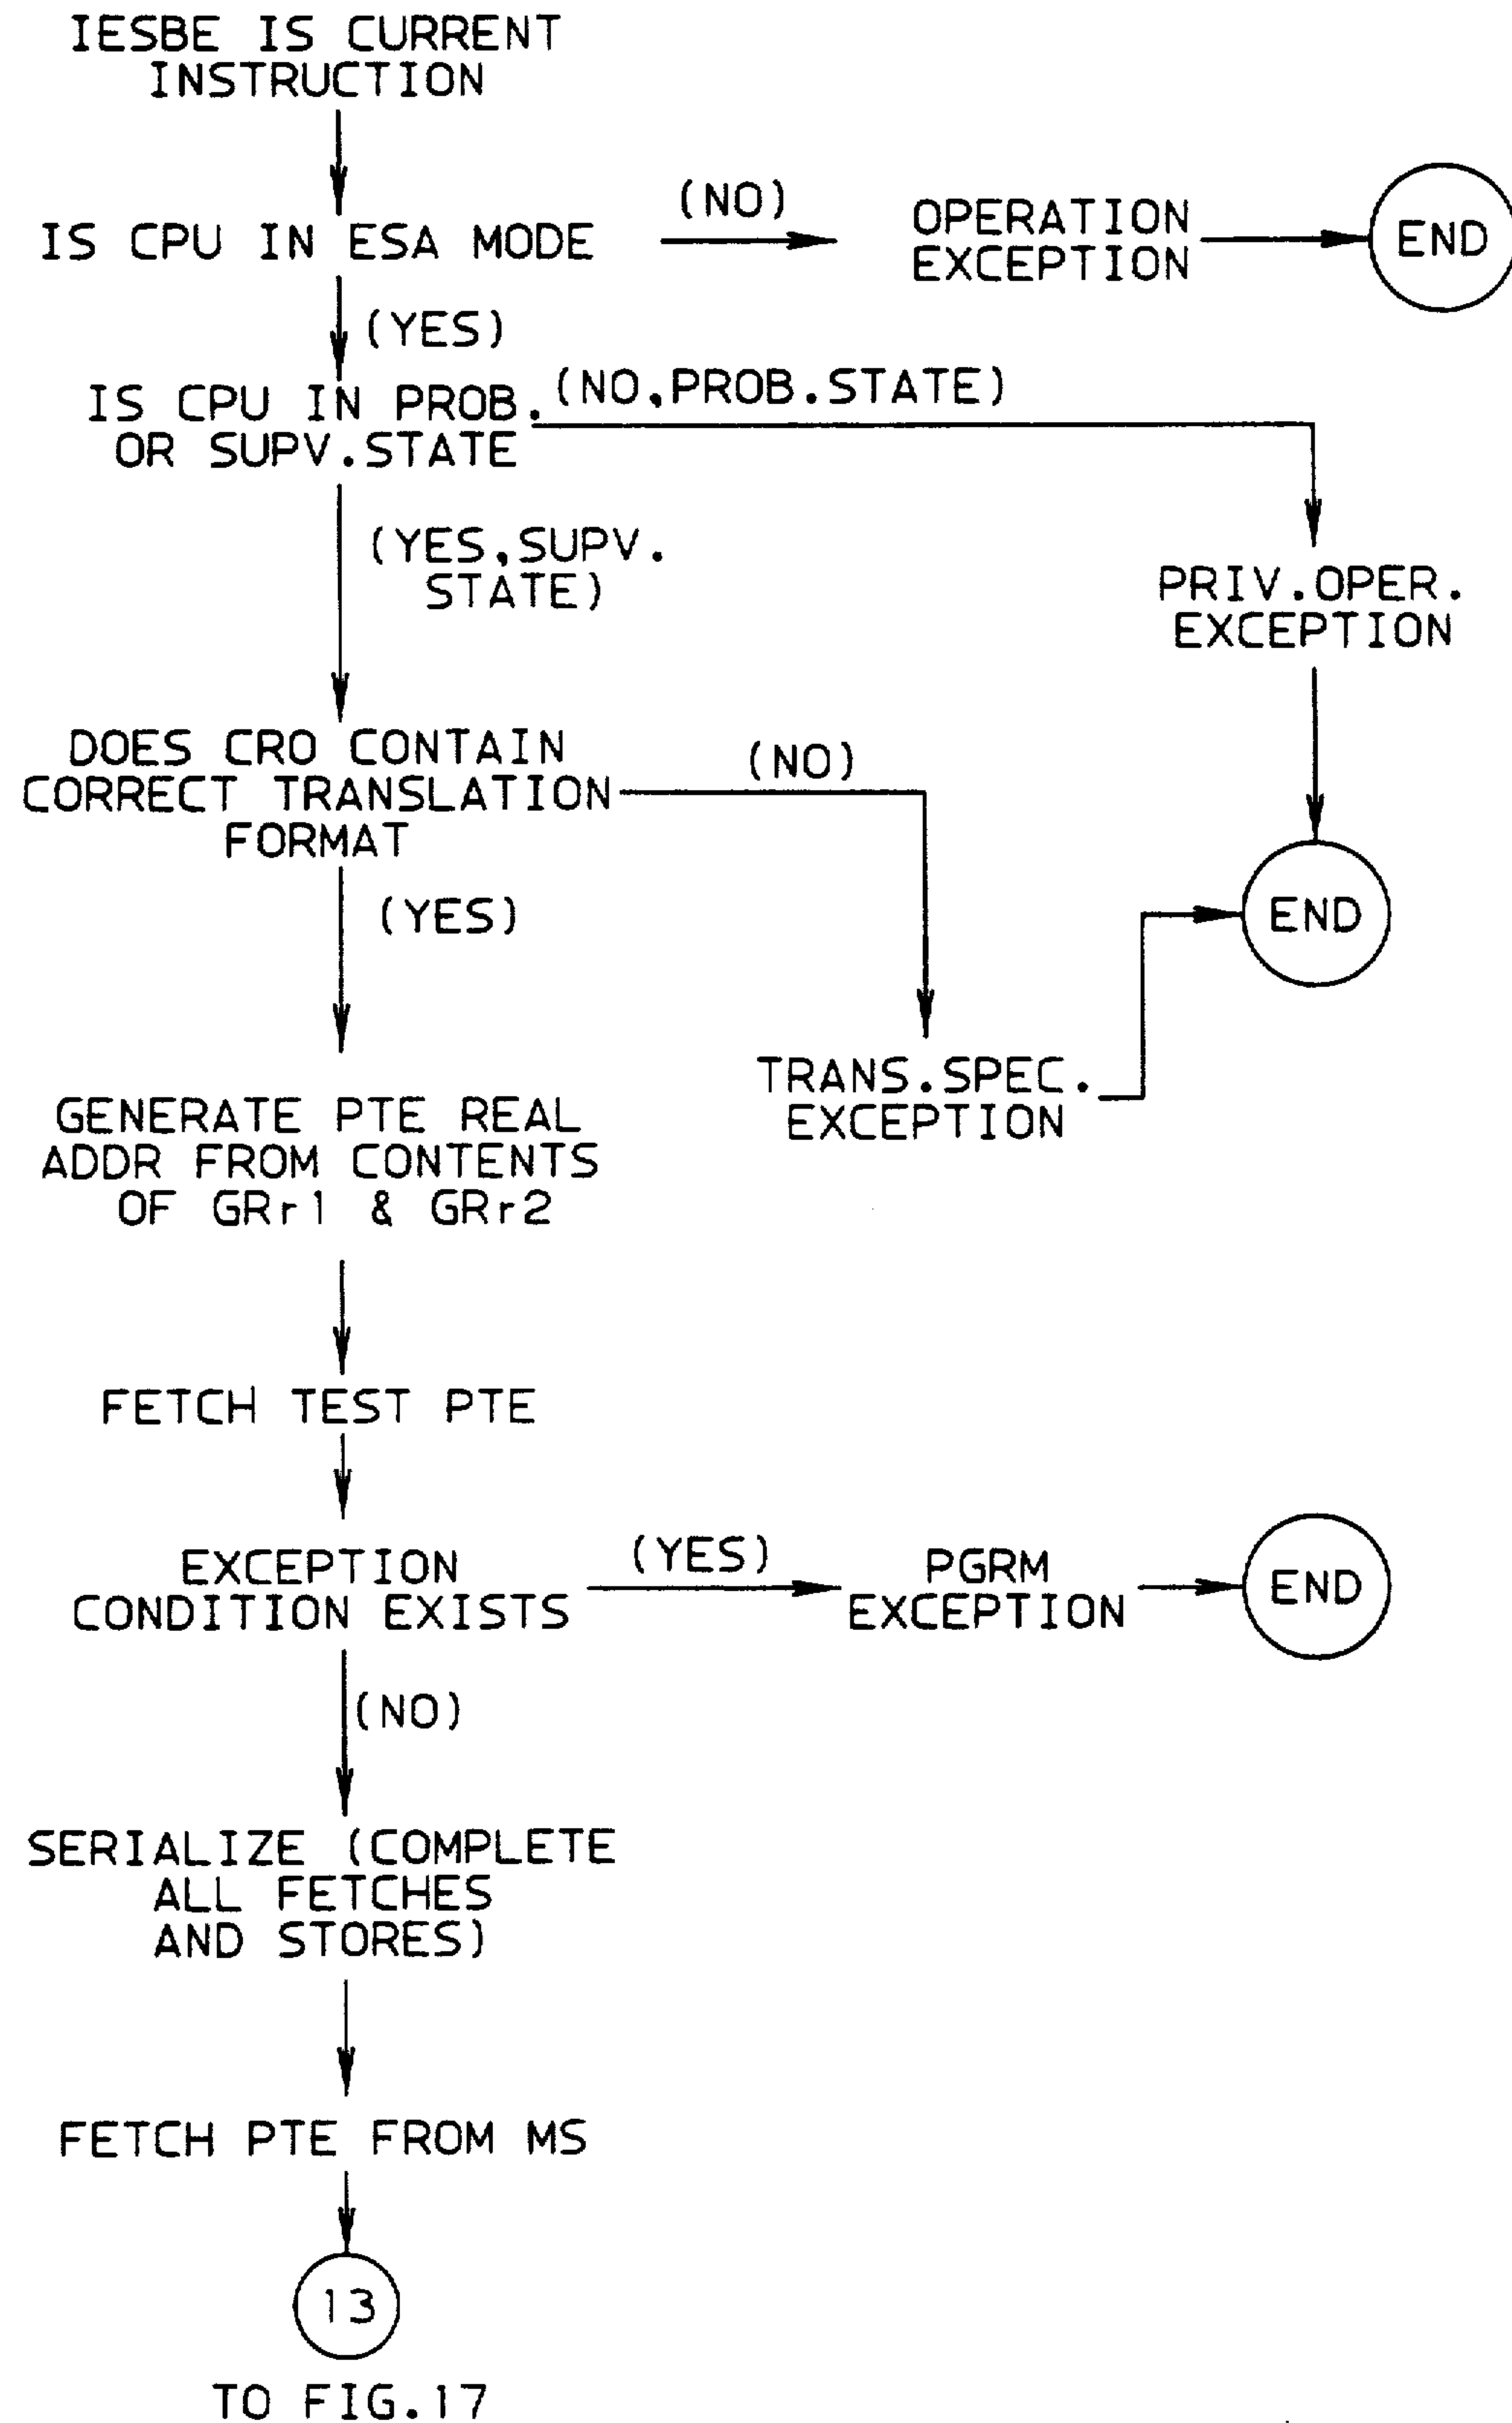 IESBE IS CURRENT
INSTRUCTION
IS CPU IN ESA MODE
(NO)
OPERATION
EXCEPTION
END
(YES)
IS CPU IN PROB.
OR SUPV.STATE
(NO,PROB.STATE)
(YES,SUPV.
STATE)
PRIV.OPER.
EXCEPTION
DOES CRO CONTAIN
CORRECT TRANSLATION
FORMAT
(NO)
(YES)
END
TRANS.SPEC.
EXCEPTION
GENERATE PTE REAL
ADDR FROM CONTENTS
OF GRr1 & GRr2
FETCH TEST PTE
EXCEPTION
CONDITION EXISTS
(YES)
PGRM
EXCEPTION
END
(NO)
SERIALIZE (COMPLETE
ALL FETCHES
AND STORES)
FETCH PTE FROM MS
13
TO FIG.17